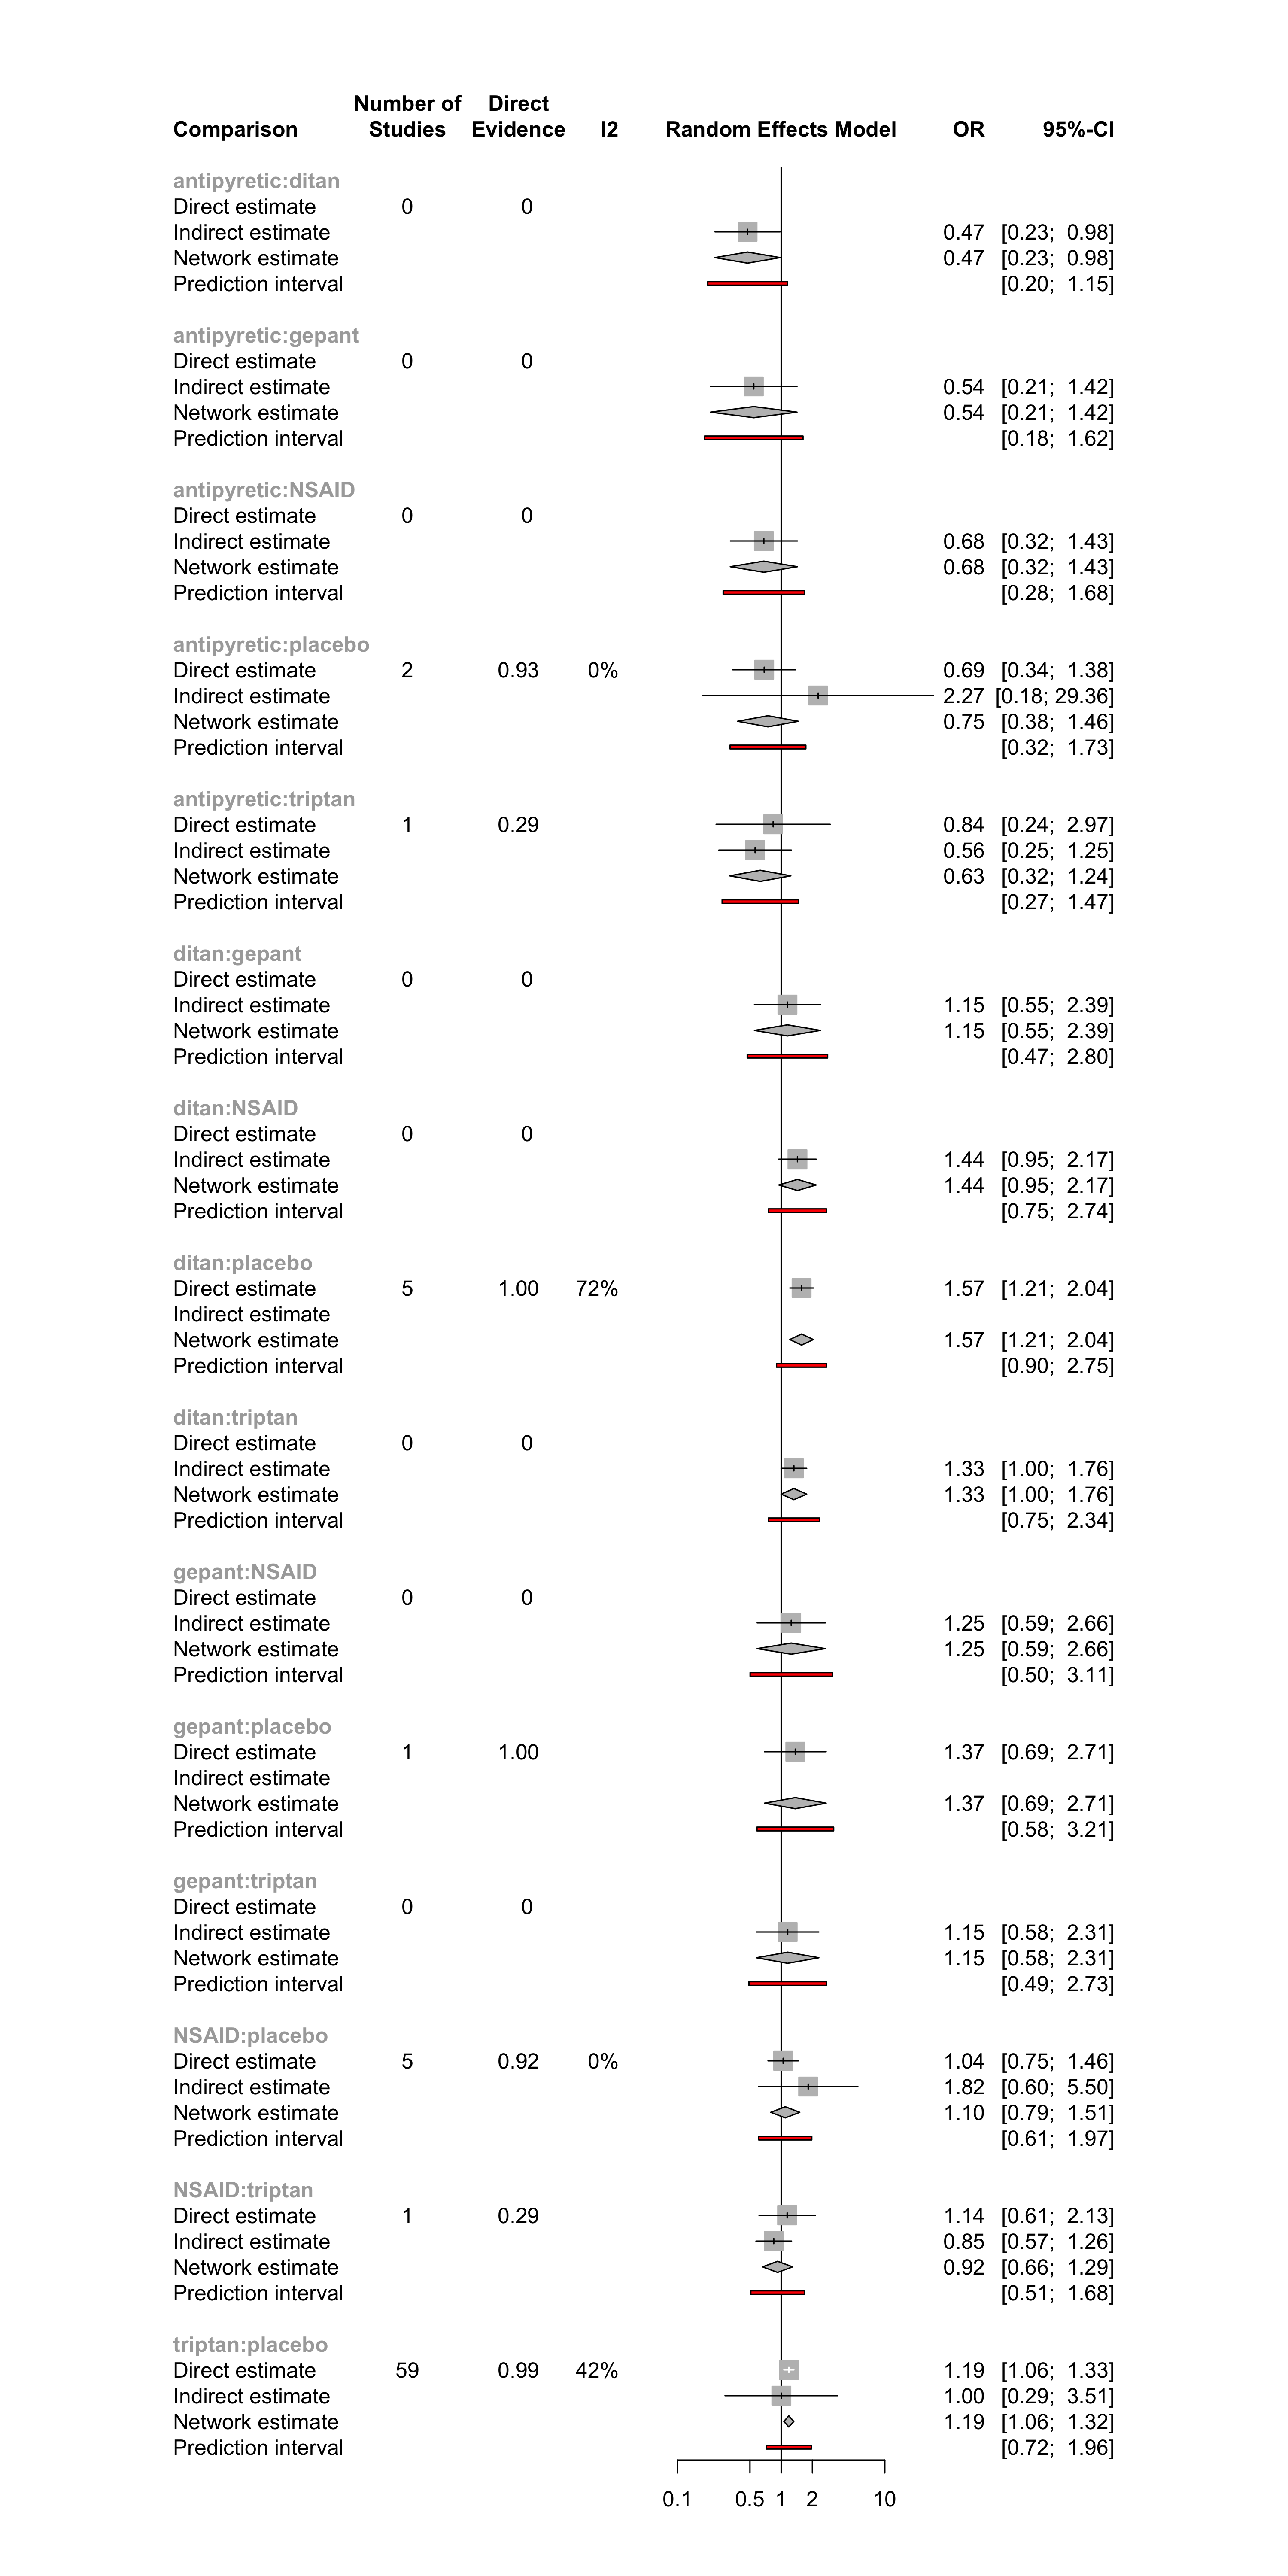 Number of Direct
Comparison Studies Evidence I2 Random Effects Model OR 95%-CI
antipyretic:ditan
Direct estimate 0 0
Indirect estimate 0.47 [0.23; 0.98]
Network estimate 0.47 [0.23; 0.98]
Prediction interval [0.20; 1.15]
antipyretic:gepant
Direct estimate 0 0
Indirect estimate 0.54 [0.21; 1.42]
Network estimate 0.54 [0.21; 1.42]
Prediction interval [0.18; 1.62]
antipyretic:NSAID
Direct estimate 0 0
Indirect estimate 0.68 [0.32; 1.43]
Network estimate 0.68 [0.32; 1.43]
Prediction interval [0.28; 1.68]
antipyretic:placebo
Direct estimate 2 0.93 0% 0.69 [0.34; 1.38]
Indirect estimate 2.27 [0.18; 29.36]
Network estimate 0.75 [0.38; 1.46]
Prediction interval [0.32; 1.73]
antipyretic:triptan
Direct estimate 1 0.29 0.84 [0.24; 2.97]
Indirect estimate 0.56 [0.25; 1.25]
Network estimate 0.63 [0.32; 1.24]
Prediction interval [0.27; 1.47]
ditan:gepant
Direct estimate 0 0
Indirect estimate 1.15 [0.55; 2.39]
Network estimate 1.15 [0.55; 2.39]
Prediction interval [0.47; 2.80]
ditan:NSAID
Direct estimate 0 0
Indirect estimate 1.44 [0.95; 2.17]
Network estimate 1.44 [0.95; 2.17]
Prediction interval [0.75; 2.74]
ditan:placebo
Direct estimate 5 1.00 72% 1.57 [1.21; 2.04]
Indirect estimate
Network estimate 1.57 [1.21; 2.04]
Prediction interval [0.90; 2.75]
ditan:triptan
Direct estimate 0 0
Indirect estimate 1.33 [1.00; 1.76]
Network estimate 1.33 [1.00; 1.76]
Prediction interval [0.75; 2.34]
gepant:NSAID
Direct estimate 0 0
Indirect estimate 1.25 [0.59; 2.66]
Network estimate 1.25 [0.59; 2.66]
Prediction interval [0.50; 3.11]
gepant:placebo
Direct estimate 1 1.00 1.37 [0.69; 2.71]
Indirect estimate
Network estimate 1.37 [0.69; 2.71]
Prediction interval [0.58; 3.21]
gepant:triptan
Direct estimate 0 0
Indirect estimate 1.15 [0.58; 2.31]
Network estimate 1.15 [0.58; 2.31]
Prediction interval [0.49; 2.73]
NSAID:placebo
Direct estimate 5 0.92 0% 1.04 [0.75; 1.46]
Indirect estimate 1.82 [0.60; 5.50]
Network estimate 1.10 [0.79; 1.51]
Prediction interval [0.61; 1.97]
NSAID:triptan
Direct estimate 1 0.29 1.14 [0.61; 2.13]
Indirect estimate 0.85 [0.57; 1.26]
Network estimate 0.92 [0.66; 1.29]
Prediction interval [0.51; 1.68]
triptan:placebo
Direct estimate 59 0.99 42% 1.19 [1.06; 1.33]
Indirect estimate 1.00 [0.29; 3.51]
Network estimate 1.19 [1.06; 1.32]
Prediction interval [0.72; 1.96]
0.1 0.5 1 2 10